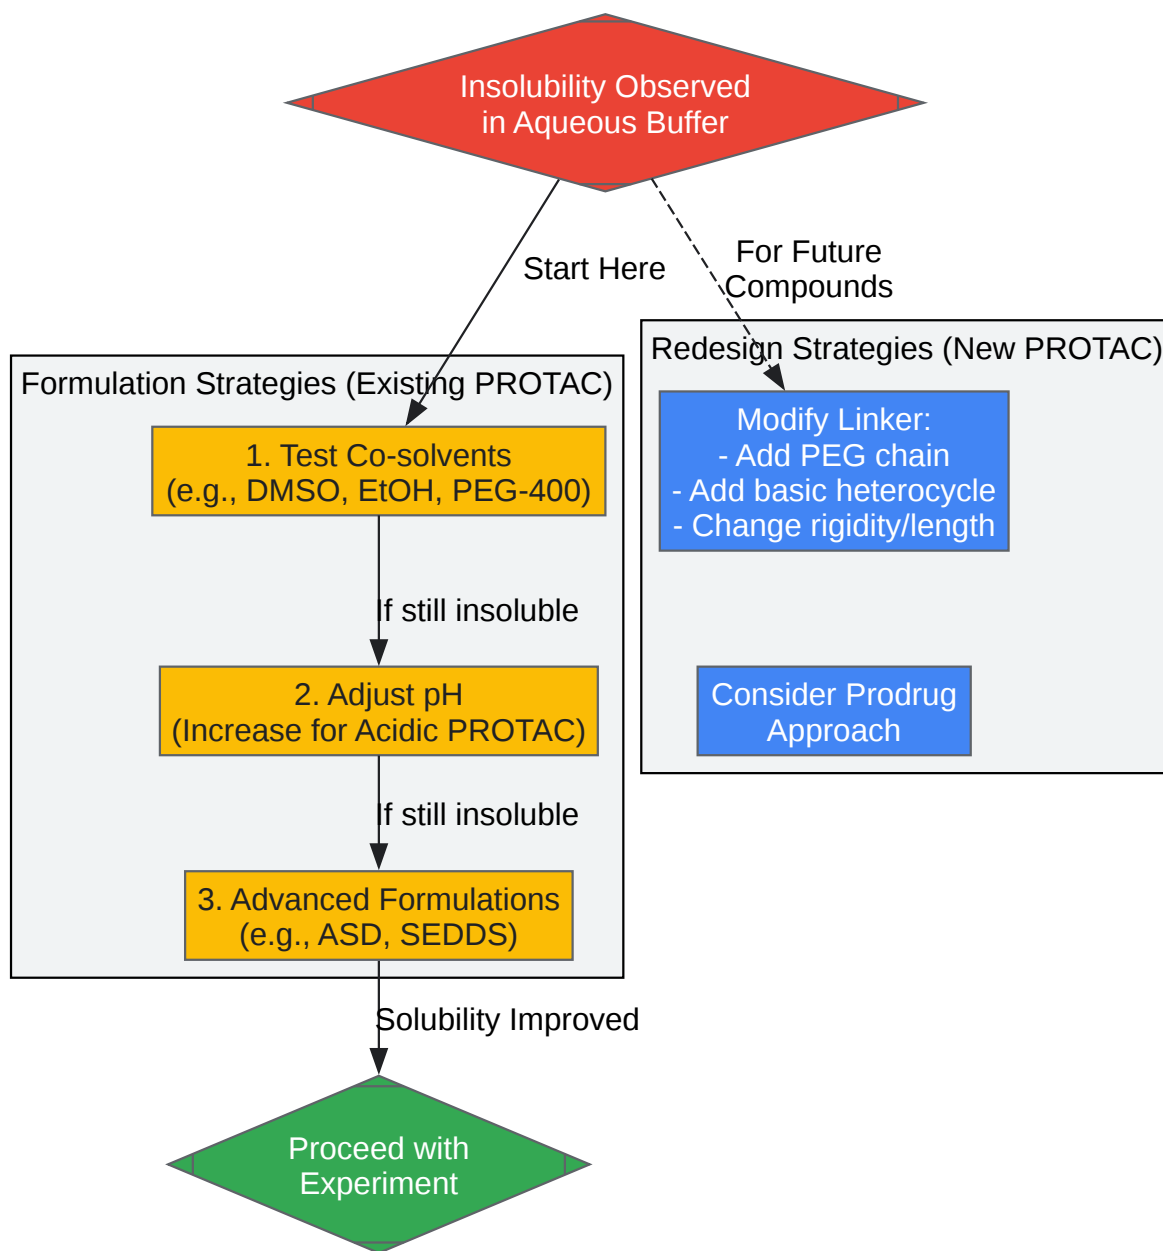 Insolubility Observed
in Aqueous Buffer
Start Here
For Future
Compounds
Formulation Strategies (Existing PROTAC)
1. Test Co-solvents
(e.g., DMSO, EtOH, PEG-400)
If still insoluble
2. Adjust pH
(Increase for Acidic PROTAC)
If still insoluble
3. Advanced Formulations
(e.g., ASD, SEDDS)
Solubility Improved
Proceed with
Experiment
Redesign Strategies (New PROTAC)
Modify Linker:
- Add PEG chain
- Add basic heterocycle
- Change rigidity/length
Consider Prodrug
Approach